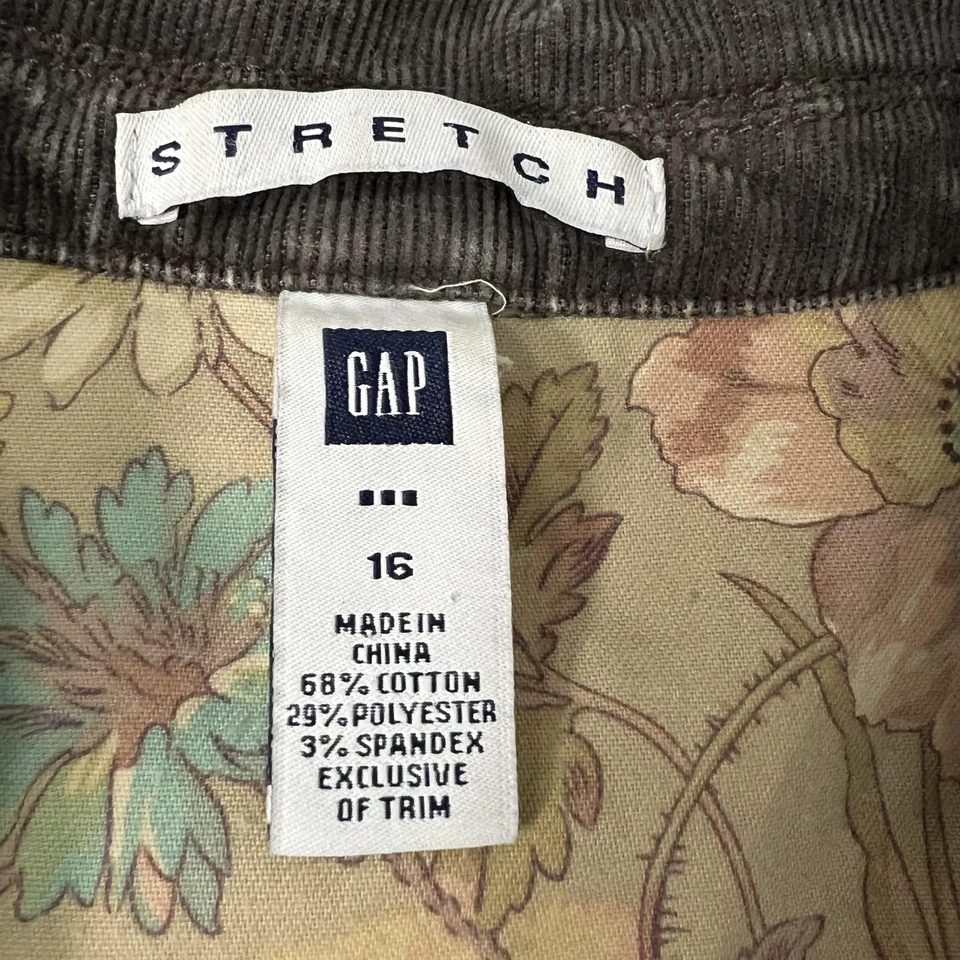 STRETCH
GAP
16
MADE IN
CHINA
68% COTTON
29% POLYESTER
3% SPANDEX
EXCLUSIVE
OF TRIM